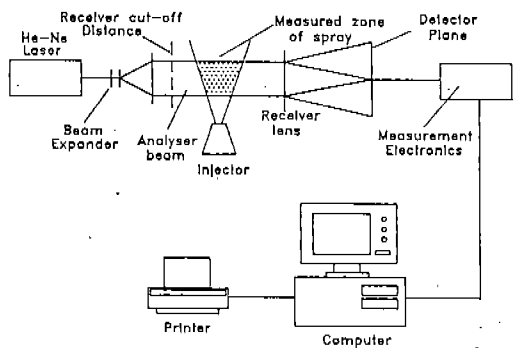 Receiver cut-off
Distance
Measured zone
of spray
Detector
Plane
He-Ne
Laser
Beam
Expander
Analyser
beam
Injector
Receiver
lens
Measurement
Electronics
Printer
Computer